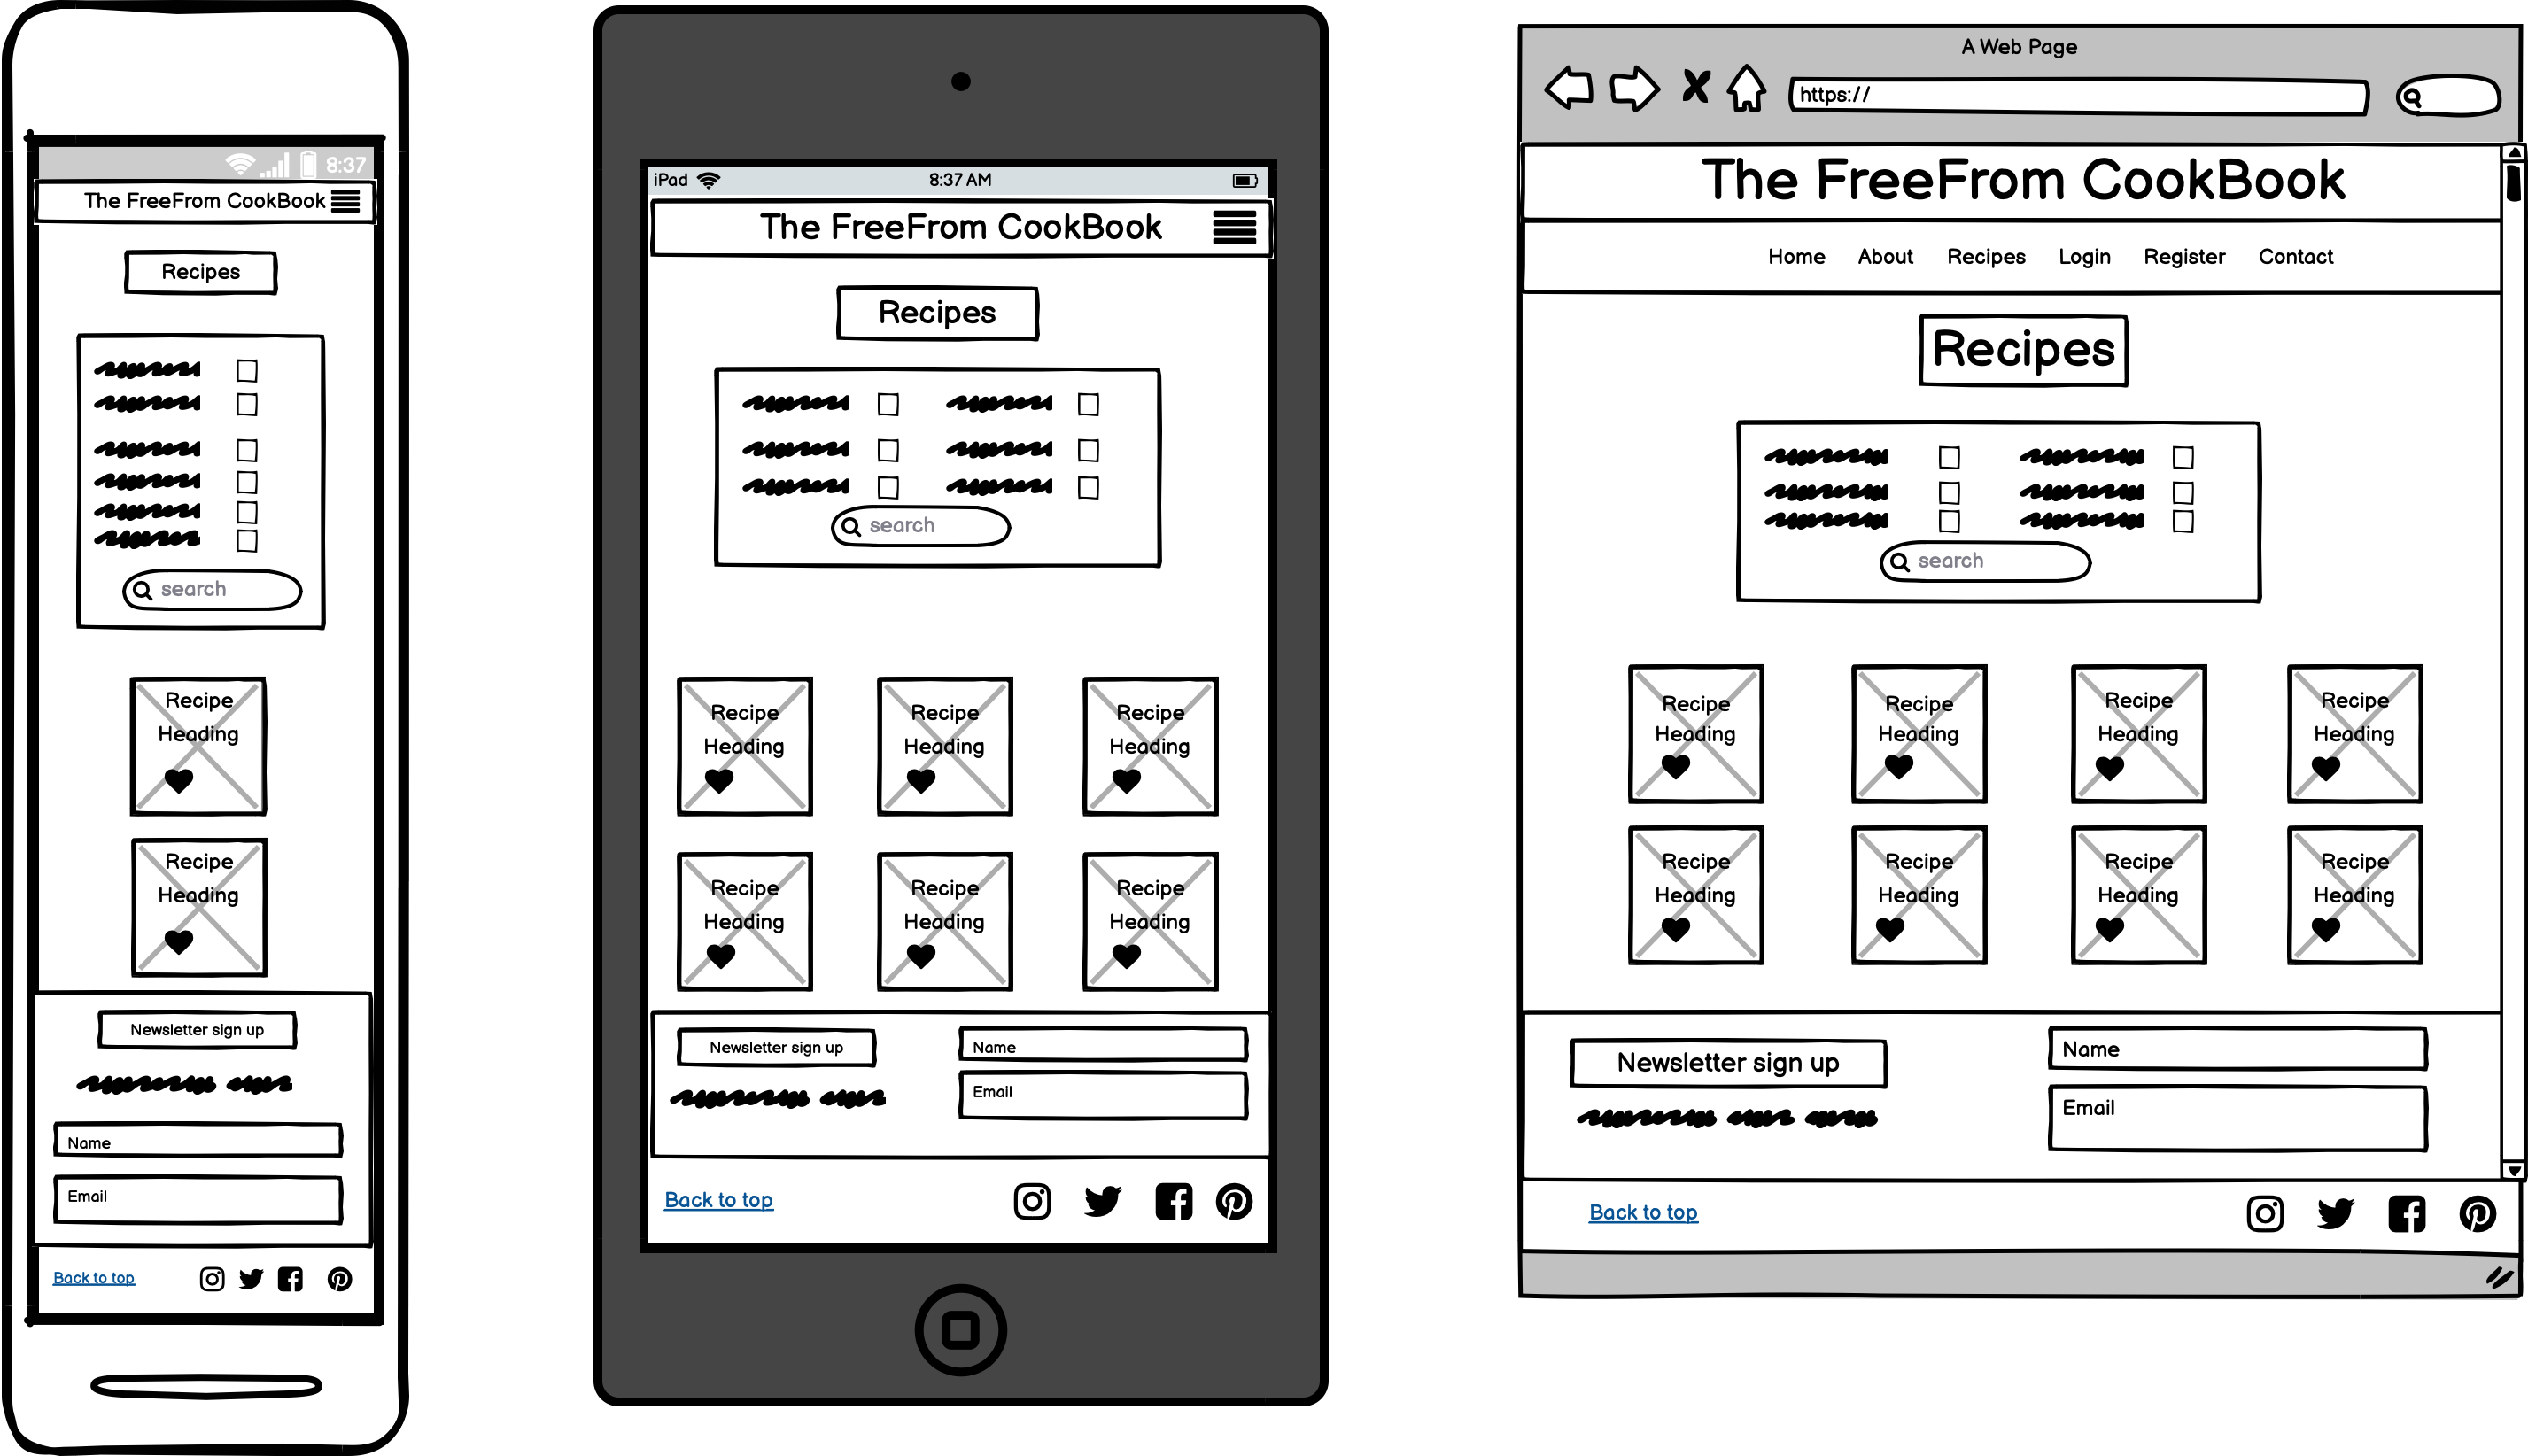 8:37
The FreeFrom CookBook
Recipes
search
Recipe
Heading
Recipe
Heading
Newsletter sign up
Name
Email
Back to top
iPad
8:37 AM
The FreeFrom CookBook
Recipes
search
Recipe Recipe Recipe
Heading Heading Heading
Recipe Recipe Recipe
Heading Heading Heading
Newsletter sign up
Name
Email
Back to top
A Web Page
https://
The FreeFrom CookBook
Home About Recipes Login Register Contact
Recipes
search
Recipe Recipe Recipe Recipe
Heading Heading Heading Heading
Recipe Recipe Recipe Recipe
Heading Heading Heading Heading
Newsletter sign up
Name
Email
Back to top